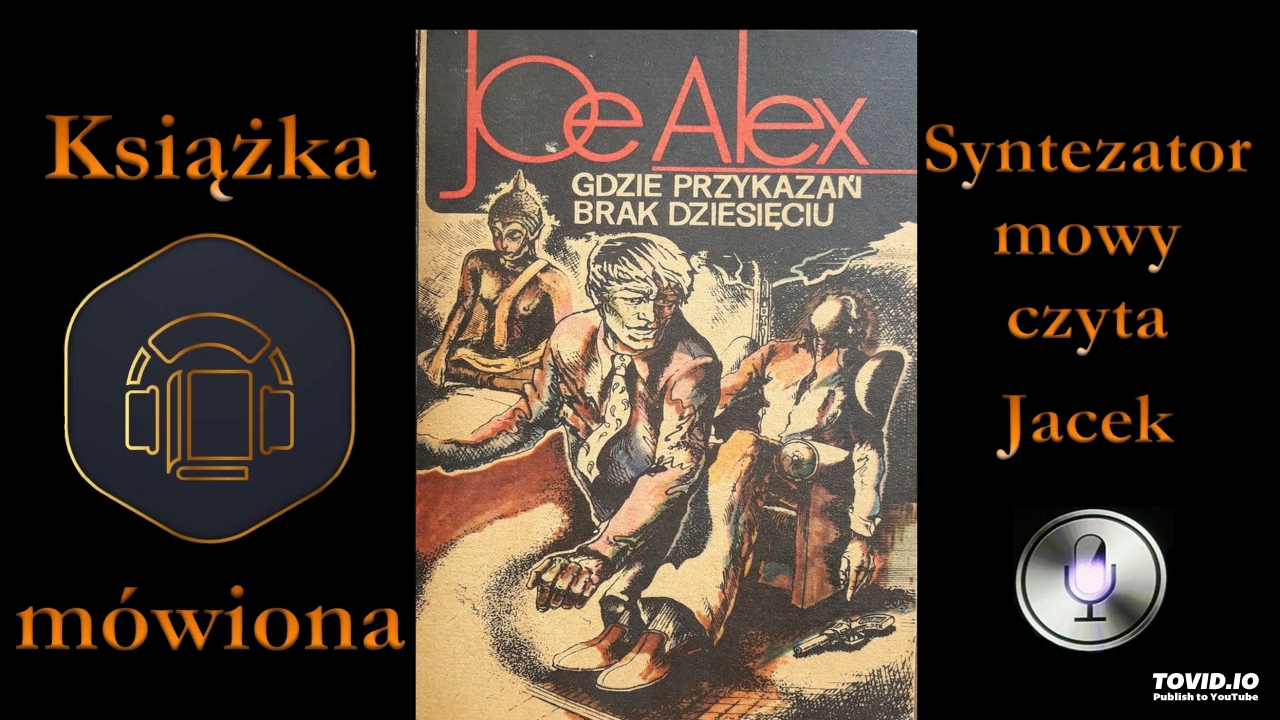 Książka
mówiona
Joe Alex
GDZIE PRZYKAZAŃ
BRAK DZIESIĘCIU
Syntezator
mowy
czyta
Jacek
TOVID.IO
Publish to YouTube